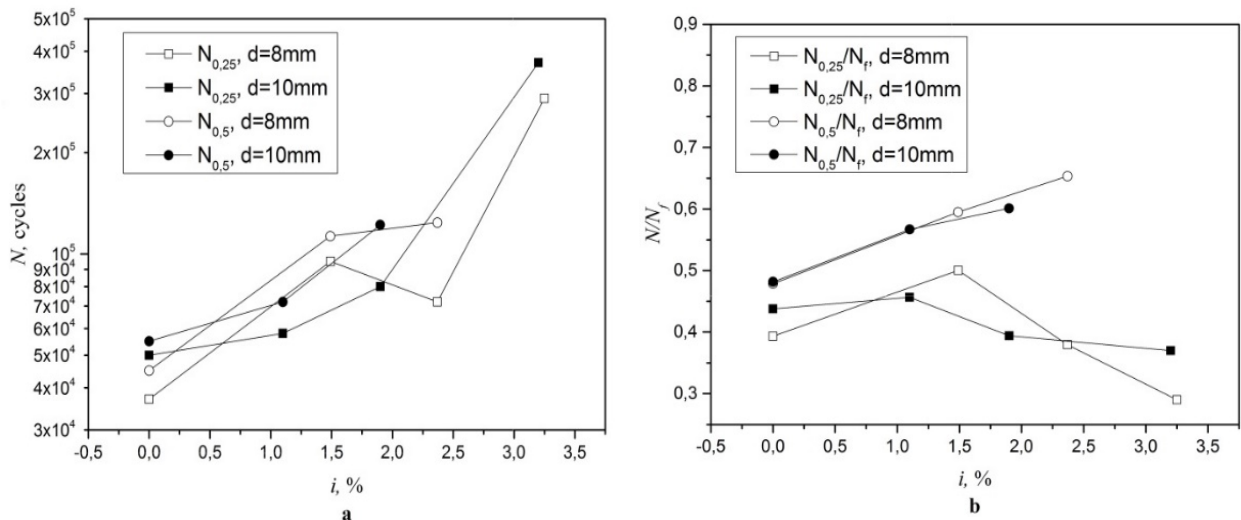 5x10⁵
4x10⁵
3x10⁵
2x10⁵
10⁵
9x10⁴
8x10⁴
7x10⁴
6x10⁴
5x10⁴
4x10⁴
3x10⁴
N, cycles
N₀,₂₅, d=8mm
N₀,₂₅, d=10mm
N₀,₅, d=8mm
N₀,₅, d=10mm
-0,5 0,0 0,5 1,0 1,5 2,0 2,5 3,0 3,5
i, %
a
0,9
0,8
0,7
0,6
0,5
0,4
0,3
N/Nf
N₀,₂₅/Nf, d=8mm
N₀,₂₅/Nf, d=10mm
N₀,₅/Nf, d=8mm
N₀,₅/Nf, d=10mm
-0,5 0,0 0,5 1,0 1,5 2,0 2,5 3,0 3,5
i, %
b